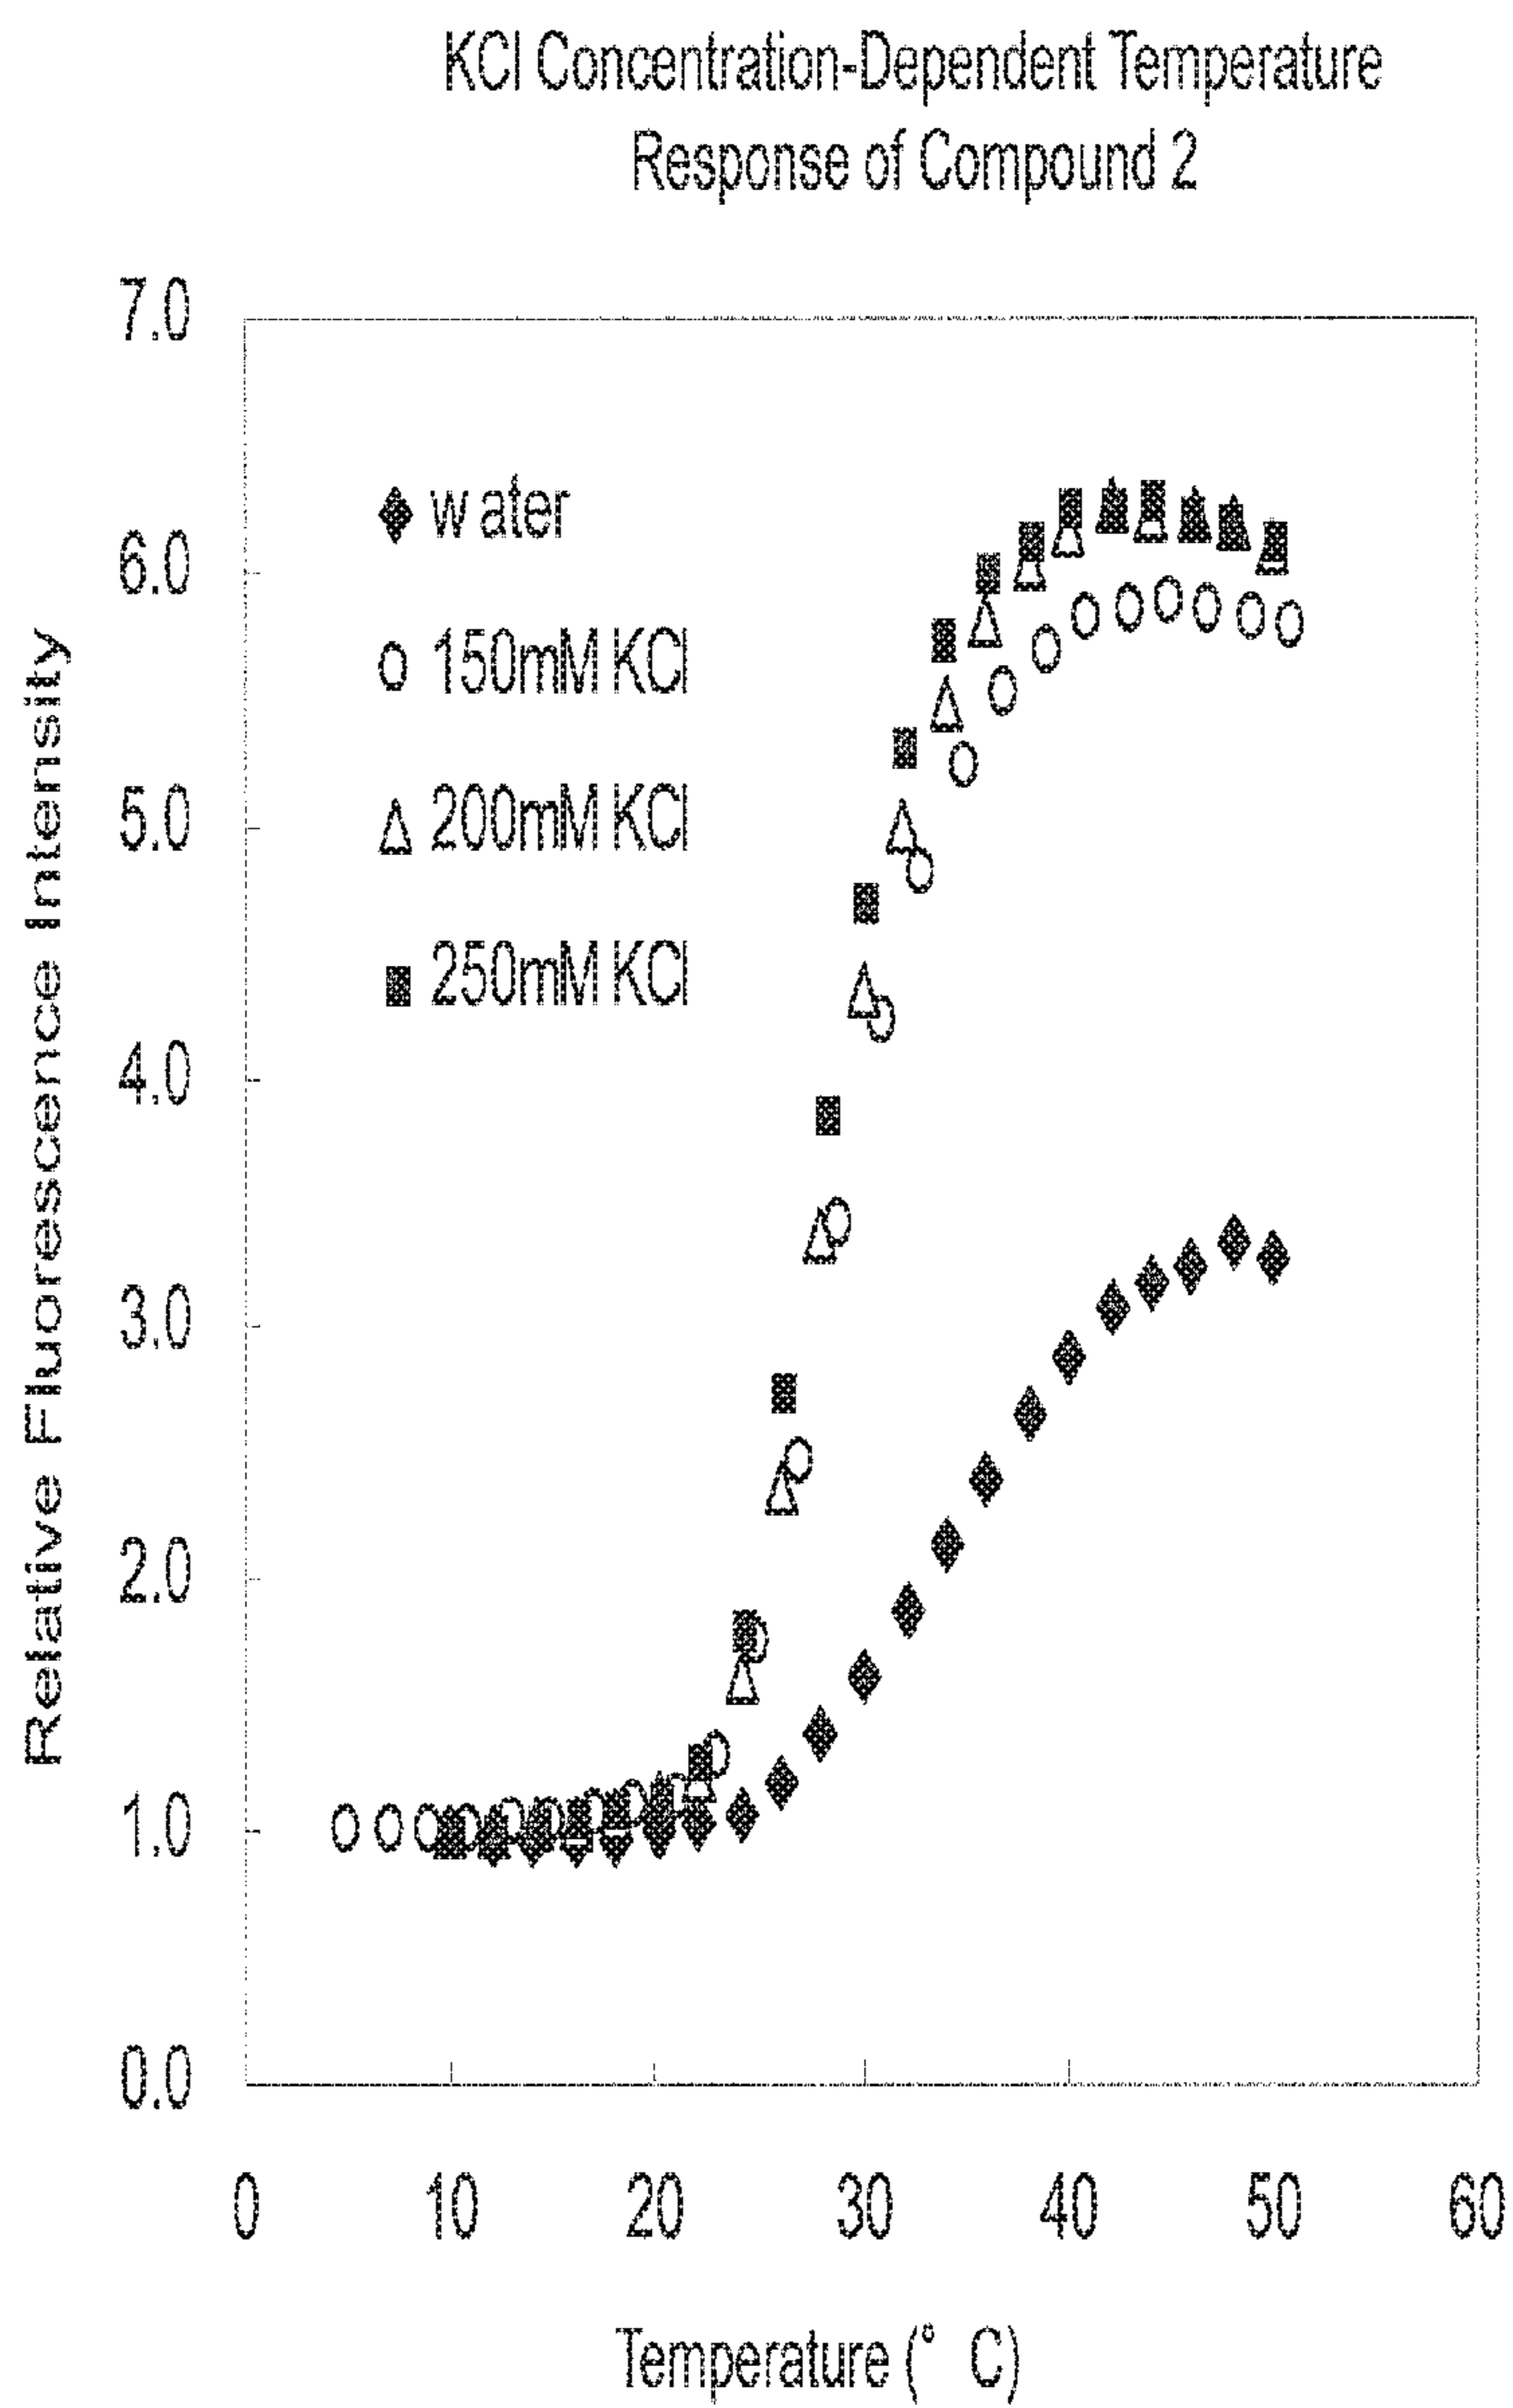 KCl Concentration-Dependent Temperature
Response of Compound 2
Relative Fluorescence Intensity
7.0
6.0
5.0
4.0
3.0
2.0
1.0
0.0
water
150mM KCl
200mM KCl
250mM KCl
0 10 20 30 40 50 60
Temperature (° C)